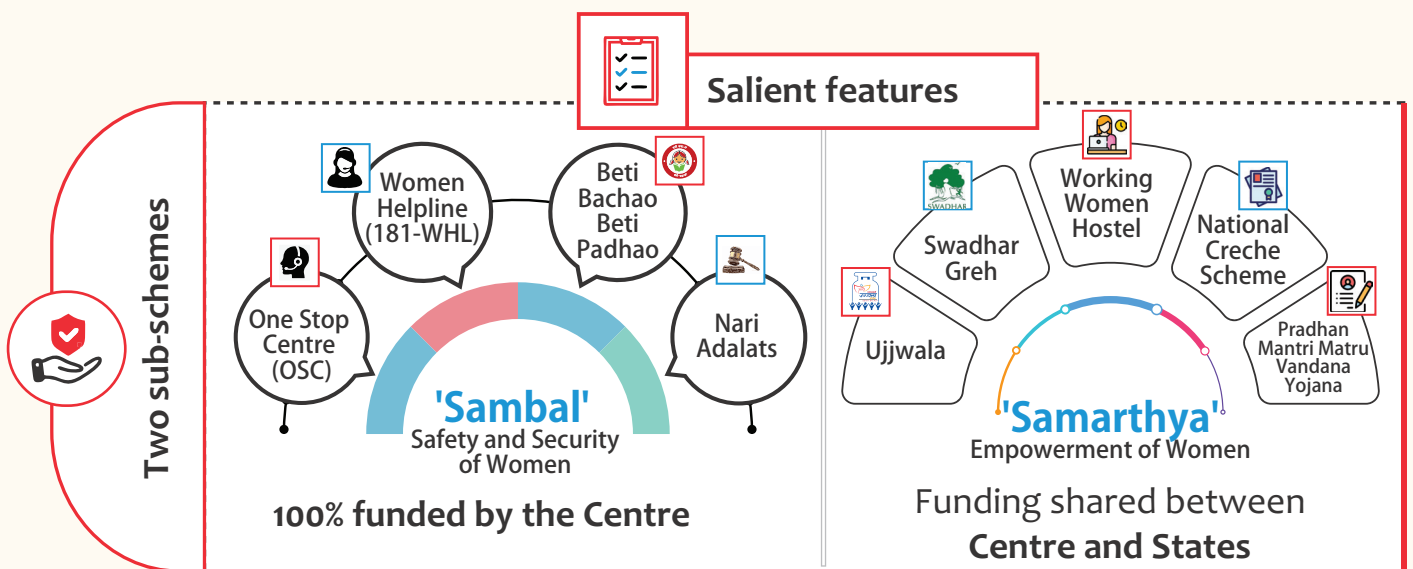 Salient features
Two sub-schemes
One Stop
Centre
(OSC)
Women
Helpline
(181-WHL)
Beti
Bachao
Beti
Padhao
Nari
Adalats
'Sambal'
Safety and Security
of Women
100% funded by the Centre
Ujjwala
SWADHAR
Swadhar
Greh
Working
Women
Hostel
National
Creche
Scheme
Pradhan
Mantri Matru
Vandana
Yojana
'Samarthya'
Empowerment of Women
Funding shared between
Centre and States